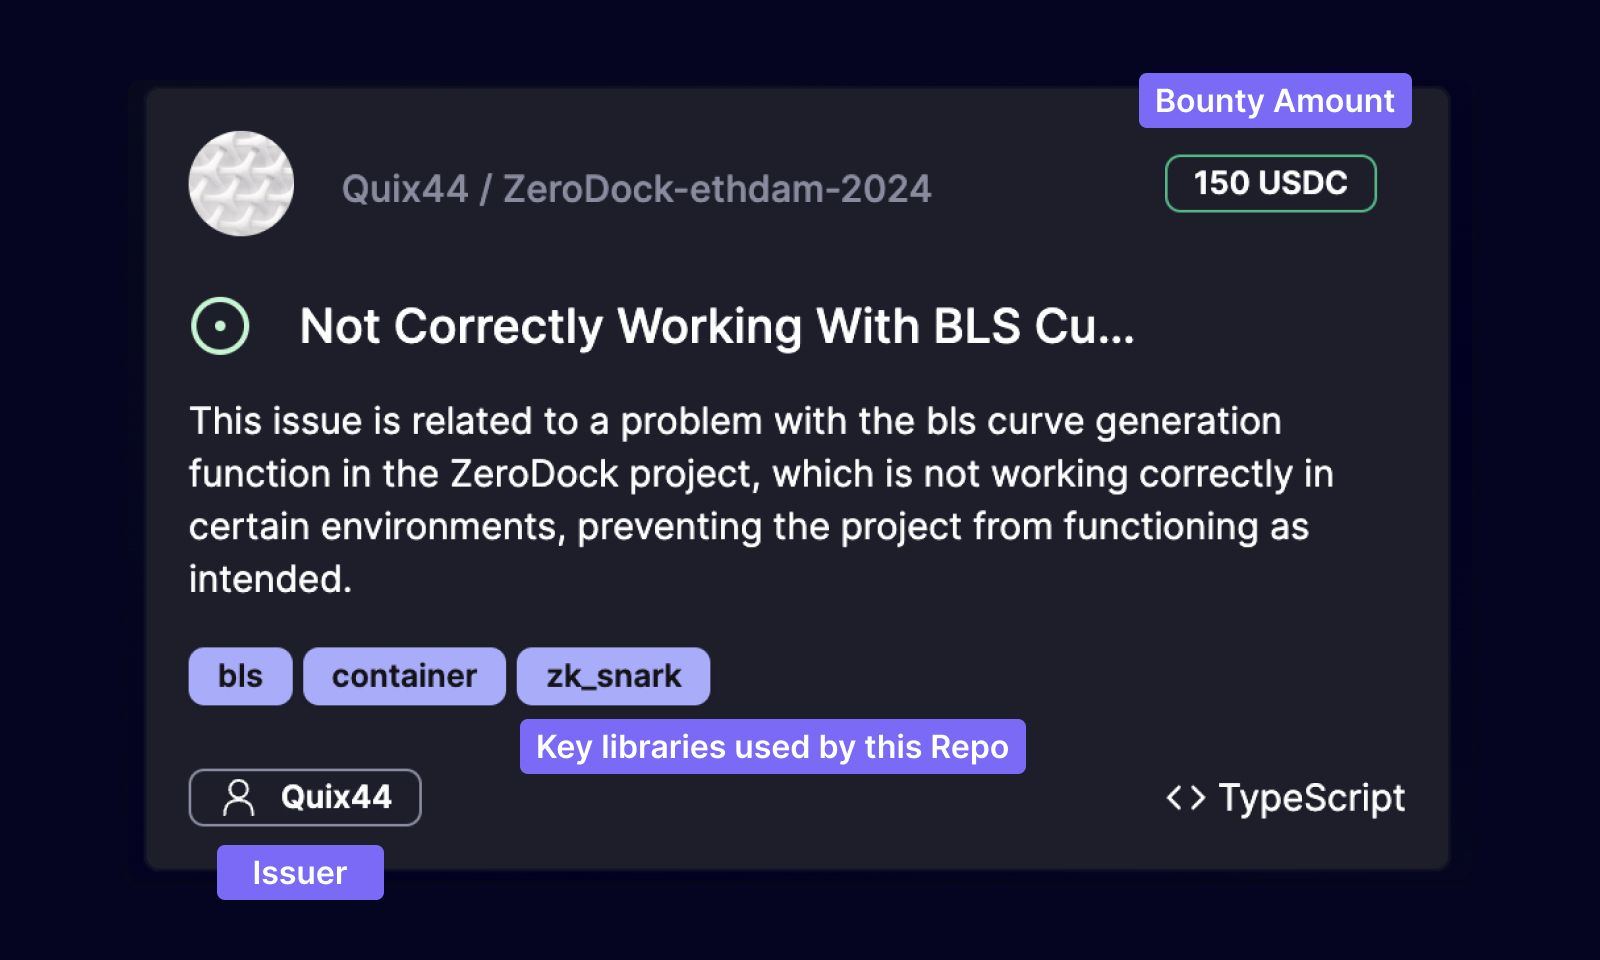 Bounty Amount
Quix44 / ZeroDock-ethdam-2024
150 USDC
Not Correctly Working With BLS Cu...
This issue is related to a problem with the bls curve generation
function in the ZeroDock project, which is not working correctly in
certain environments, preventing the project from functioning as
intended.
bls container zk_snark
Key libraries used by this Repo
Quix44
<> TypeScript
Issuer